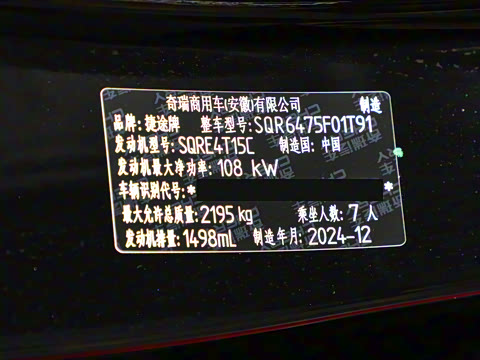 奇瑞商用车(安徽)有限公司 制造
品牌:捷途牌 整车型号:SQR6475F01T91
发动机型号:SQRE4T15C 制造国:中国
发动机最大净功率:108 kW
车辆识别代号:* *
最大允许总质量:2195 kg 乘坐人数:7 人
发动机排量:1498mL 制造年月:2024-12